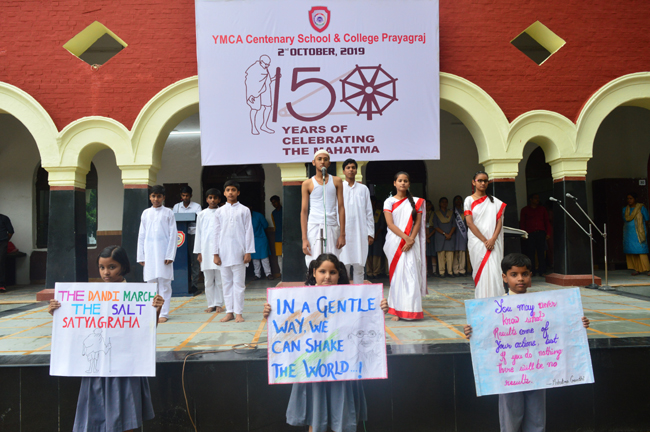 YMCA Centenary School & College Prayagraj
2ND OCTOBER, 2019
150
YEARS OF
CELEBRATING
THE MAHATMA
THE DANDI MARCH
THE SALT
SATYAGRAHA
IN A GENTLE
WAY, WE
CAN SHAKE
THE WORLD...!
You may never
know what
Results come of
Your actions, but
if you do nothing
there will be no
results.